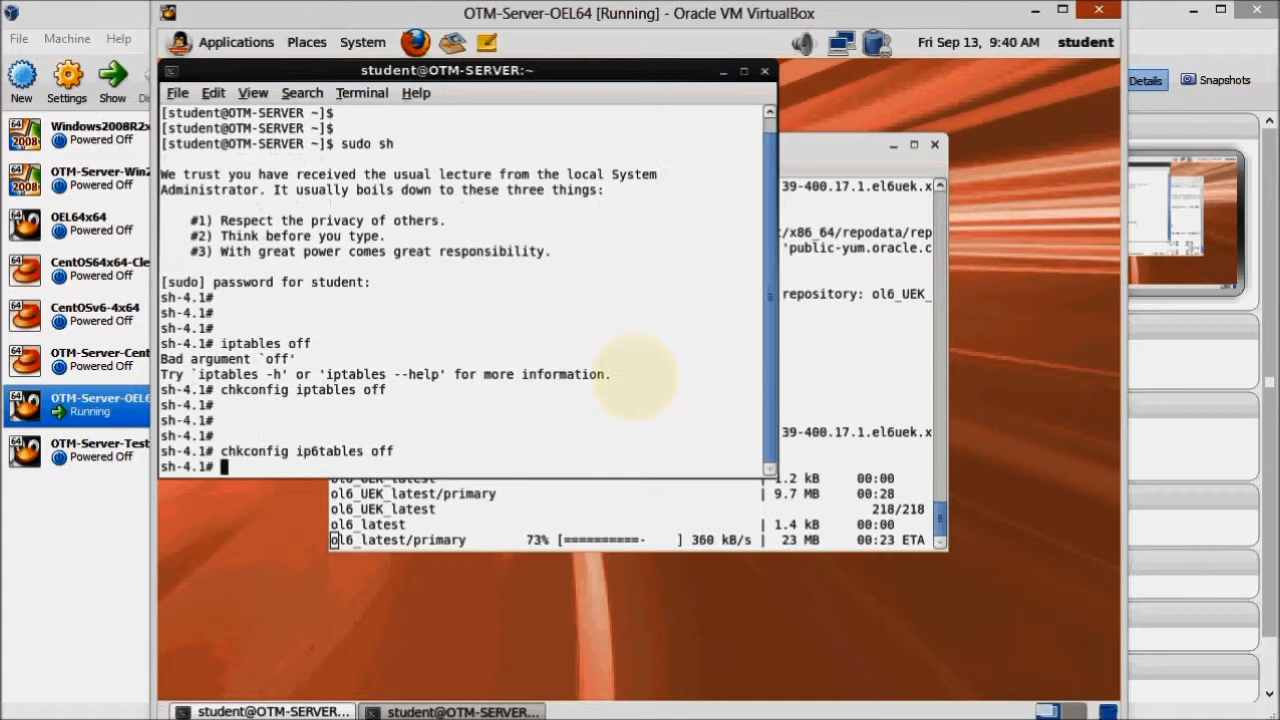 OTM-Server-OEL64 [Running] - Oracle VM VirtualBox
File Machine Help
Applications Places System
Fri Sep 13, 9:40 AM student
New Settings Show
Details Snapshots
student@OTM-SERVER:~
File Edit View Search Terminal Help
[student@OTM-SERVER ~]$
[student@OTM-SERVER ~]$
[student@OTM-SERVER ~]$ sudo sh
We trust you have received the usual lecture from the local System
Administrator. It usually boils down to these three things:
#1) Respect the privacy of others.
#2) Think before you type.
#3) With great power comes great responsibility.
[sudo] password for student:
sh-4.1#
sh-4.1#
sh-4.1#
sh-4.1# iptables off
Bad argument `off'
Try `iptables -h' or 'iptables --help' for more information.
sh-4.1# chkconfig iptables off
sh-4.1#
sh-4.1#
sh-4.1#
sh-4.1# chkconfig ip6tables off
sh-4.1#
Windows2008R2x
Powered Off
OTM-Server-Win2
Powered Off
OEL64x64
Powered Off
CentOS64x64-Cle
Powered Off
CentOSv6-4x64
Powered Off
OTM-Server-Cent
Powered Off
OTM-Server-OEL6
Running
OTM-Server-Test
Powered Off
39-400.17.1.el6uek.x
t/x86_64/repodata/rep
'public-yum.oracle.c
repository: ol6_UEK_
39-400.17.1.el6uek.x
ol6_UEK_latest | 1.2 kB 00:00
ol6_UEK_latest/primary | 9.7 MB 00:28
ol6_UEK_latest 218/218
ol6_latest | 1.4 kB 00:00
ol6_latest/primary 73% [==========- ] 360 kB/s | 23 MB 00:23 ETA
student@OTM-SERVER... student@OTM-SERVER...